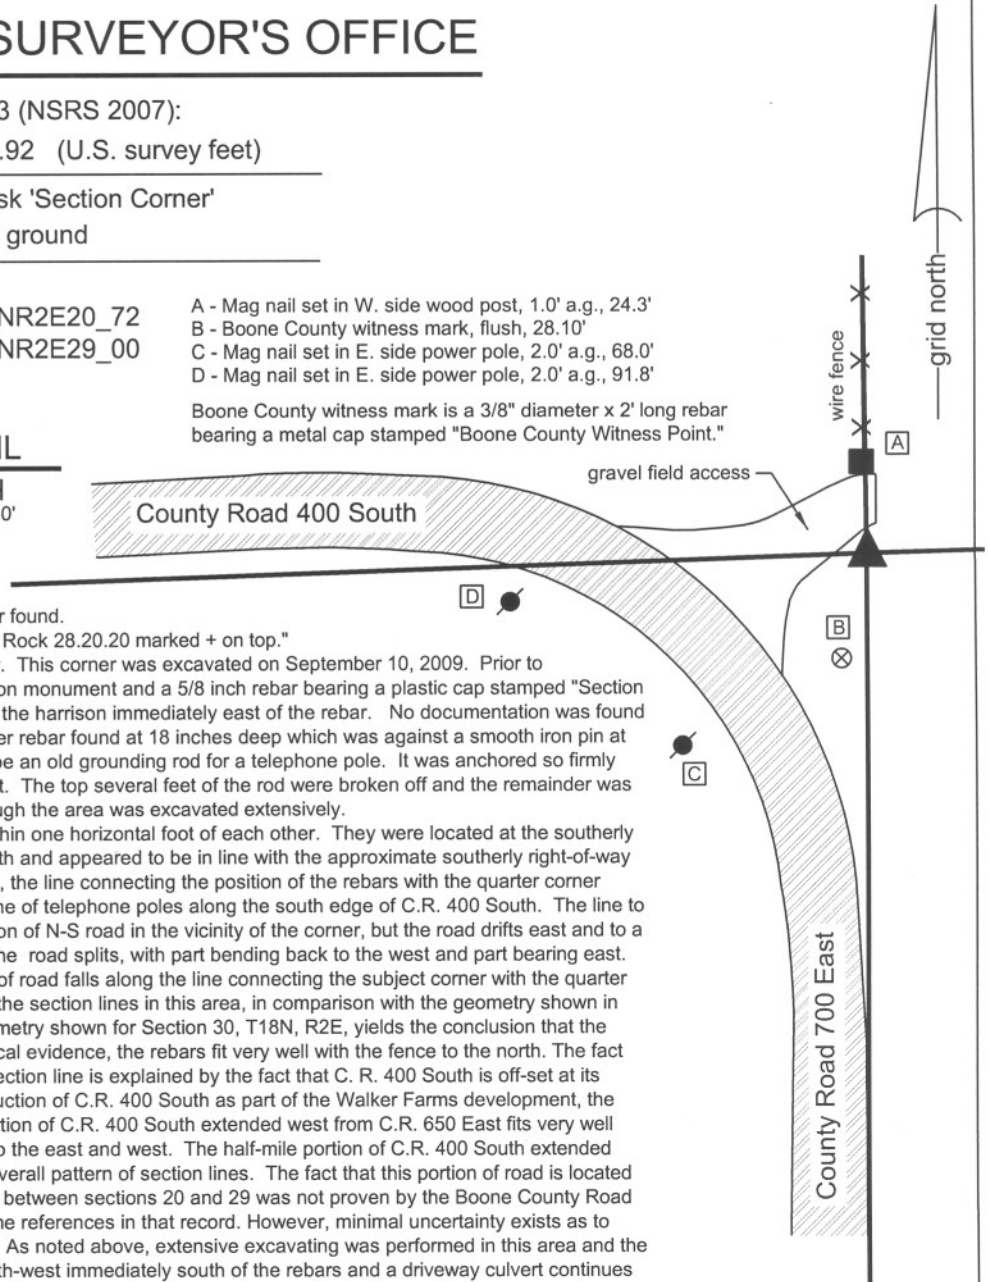 SURVEYOR'S OFFICE
3 (NSRS 2007):
.92 (U.S. survey feet)
sk 'Section Corner'
ground
NR2E20_72
NR2E29_00
A - Mag nail set in W. side wood post, 1.0' a.g., 24.3'
B - Boone County witness mark, flush, 28.10'
C - Mag nail set in E. side power pole, 2.0' a.g., 68.0'
D - Mag nail set in E. side power pole, 2.0' a.g., 91.8'
Boone County witness mark is a 3/8" diameter x 2' long rebar
bearing a metal cap stamped "Boone County Witness Point."
grid north
wire fence
A
gravel field access
0'
County Road 400 South
D
B
C
County Road 700 East
r found.
Rock 28.20.20 marked + on top."
. This corner was excavated on September 10, 2009. Prior to
on monument and a 5/8 inch rebar bearing a plastic cap stamped "Section
the harrison immediately east of the rebar. No documentation was found
er rebar found at 18 inches deep which was against a smooth iron pin at
be an old grounding rod for a telephone pole. It was anchored so firmly
t. The top several feet of the rod were broken off and the remainder was
ugh the area was excavated extensively.
hin one horizontal foot of each other. They were located at the southerly
th and appeared to be in line with the approximate southerly right-of-way
, the line connecting the position of the rebars with the quarter corner
ne of telephone poles along the south edge of C.R. 400 South. The line to
on of N-S road in the vicinity of the corner, but the road drifts east and to a
ne road splits, with part bending back to the west and part bearing east.
of road falls along the line connecting the subject corner with the quarter
the section lines in this area, in comparison with the geometry shown in
metry shown for Section 30, T18N, R2E, yields the conclusion that the
cal evidence, the rebars fit very well with the fence to the north. The fact
ection line is explained by the fact that C. R. 400 South is off-set at its
uction of C.R. 400 South as part of the Walker Farms development, the
tion of C.R. 400 South extended west from C.R. 650 East fits very well
o the east and west. The half-mile portion of C.R. 400 South extended
verall pattern of section lines. The fact that this portion of road is located
between sections 20 and 29 was not proven by the Boone County Road
ne references in that record. However, minimal uncertainty exists as to
As noted above, extensive excavating was performed in this area and the
th-west immediately south of the rebars and a driveway culvert continues